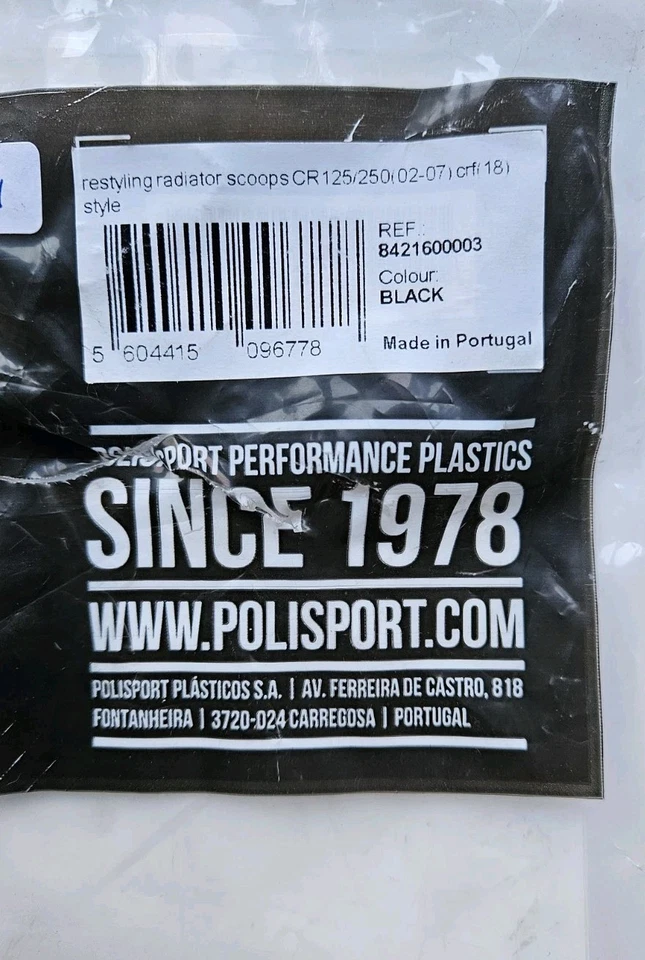 restyling radiator scoops CR125/250(02-07) crf(18)
style
REF.:
8421600003
Colour:
BLACK
5 604415 096778
Made in Portugal
POLISPORT PERFORMANCE PLASTICS
SINCE 1978
WWW.POLISPORT.COM
POLISPORT PLÁSTICOS S.A. | AV. FERREIRA DE CASTRO, 818
FONTANHEIRA | 3720-024 CARREGOSA | PORTUGAL